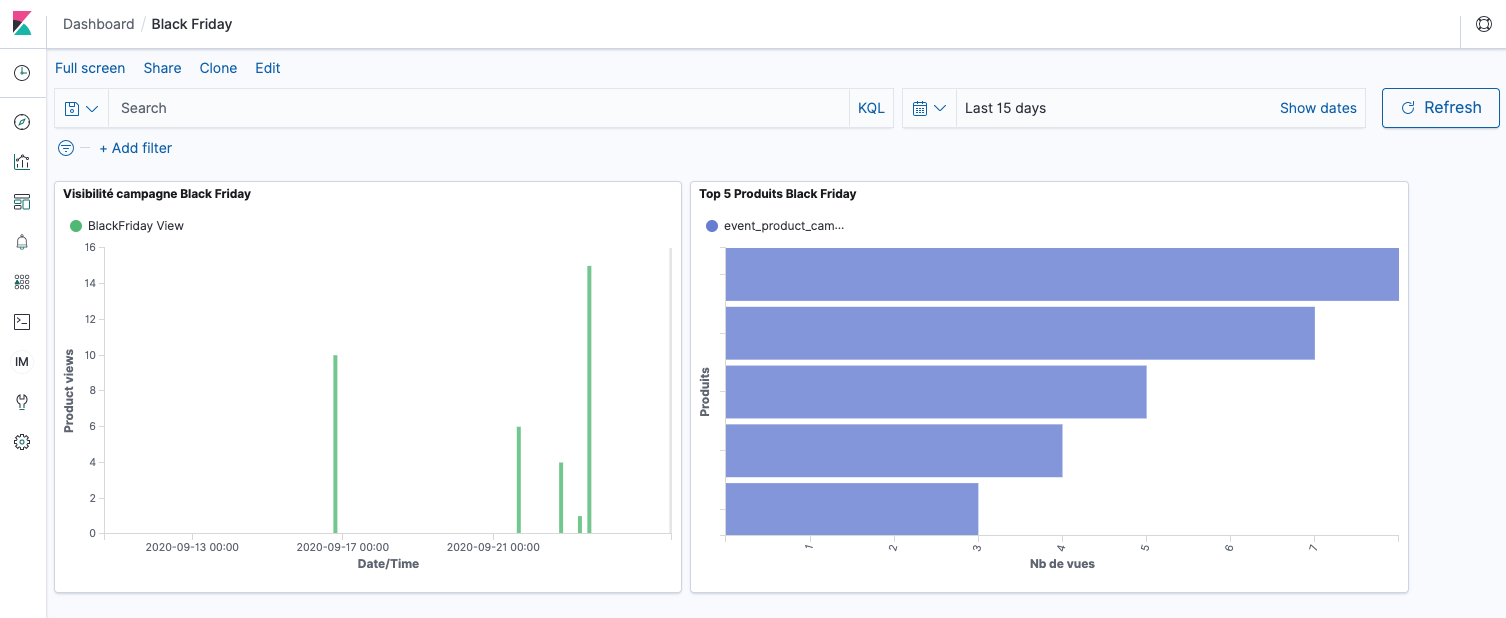 Dashboard / Black Friday
Full screen Share Clone Edit
Search KQL Last 15 days Show dates Refresh
+ Add filter
IM
Visibilité campagne Black Friday
BlackFriday View
16
14
12
10
8
6
4
2
0
Product views
2020-09-13 00:00 2020-09-17 00:00 2020-09-21 00:00
Date/Time
Top 5 Produits Black Friday
event_product_cam...
Produits
1 2 3 4 5 6 7
Nb de vues